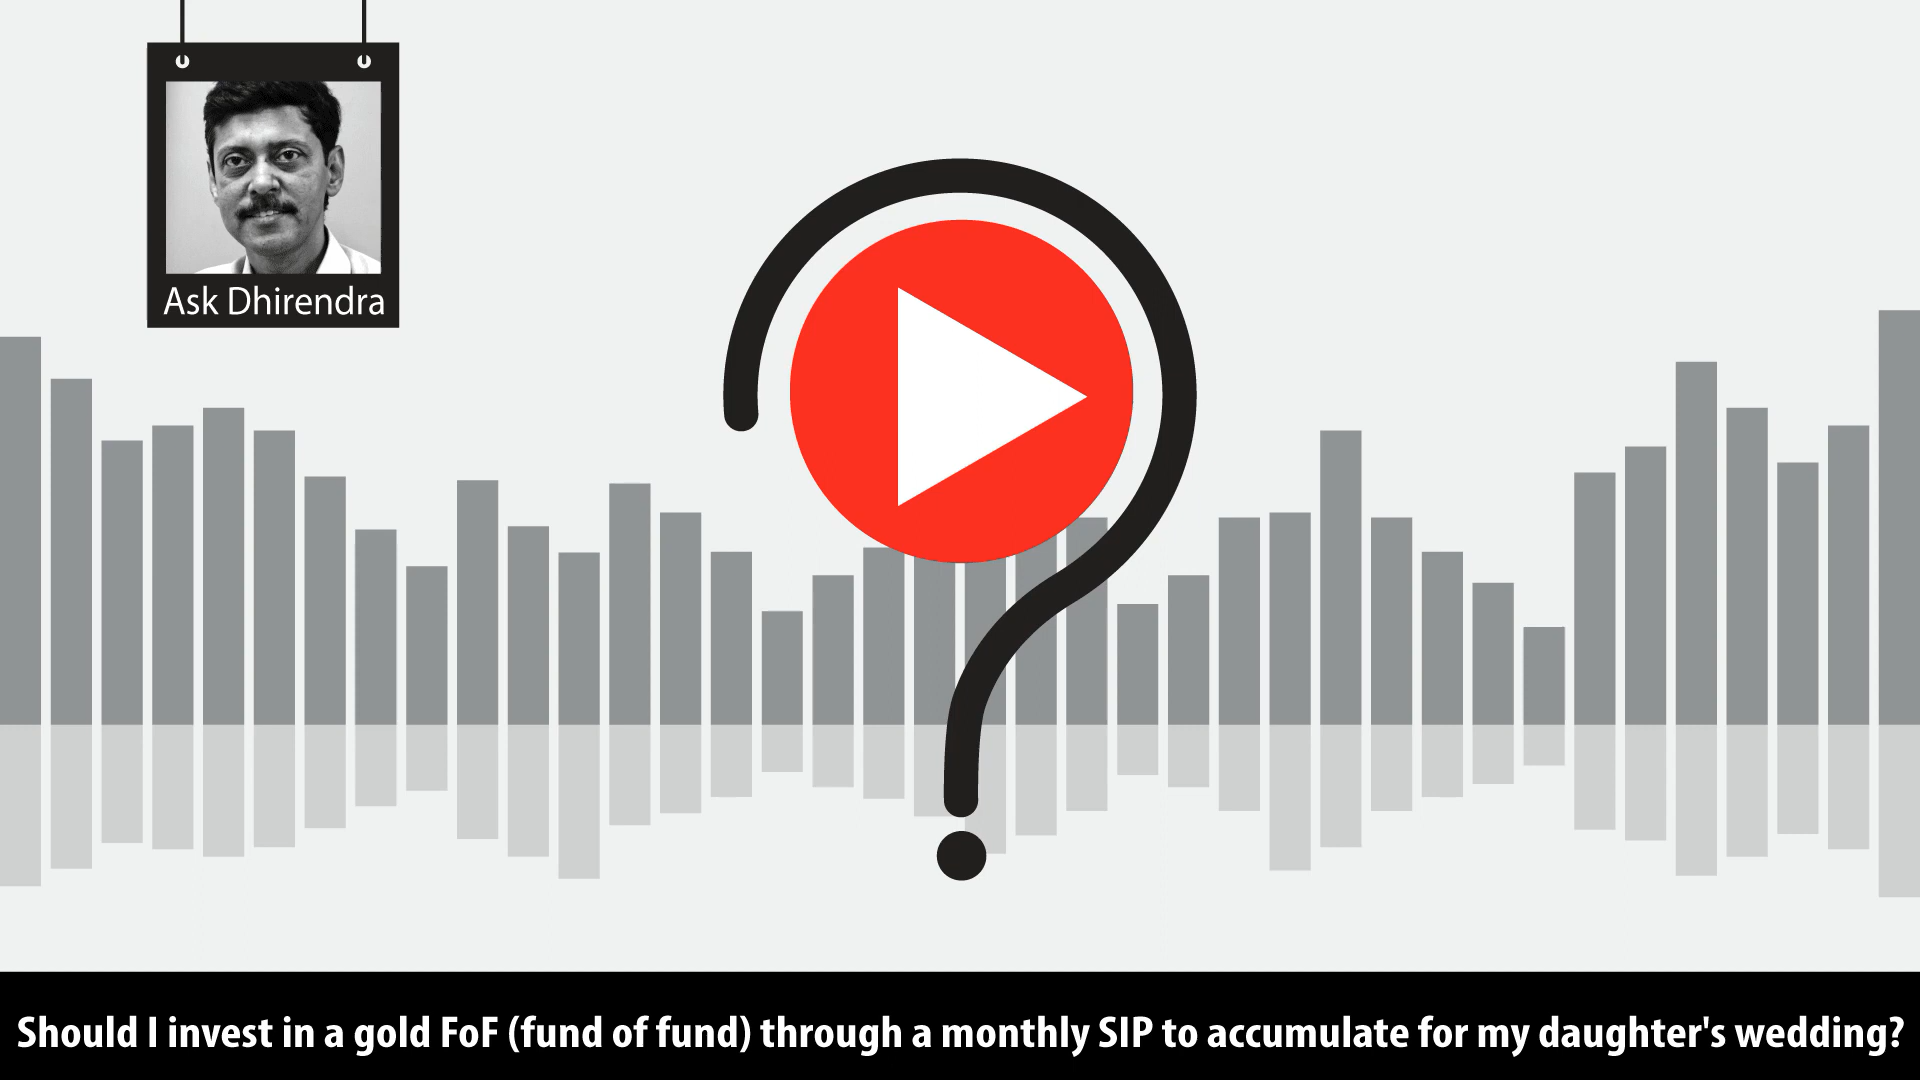 Ask Dhirendra
Should I invest in a gold FoF (fund of fund) through a monthly SIP to accumulate for my daughter's wedding?